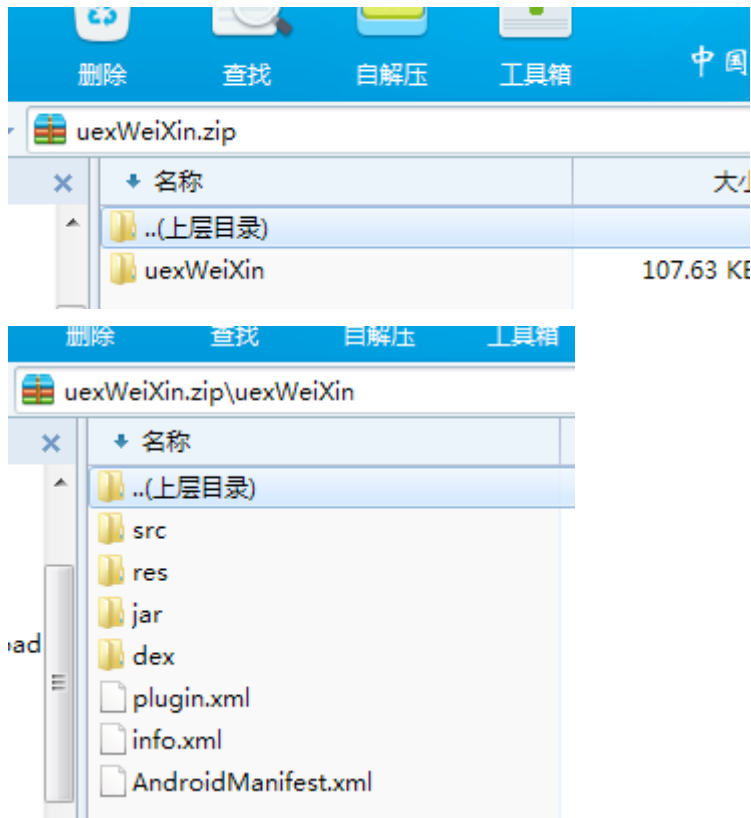 删除 查找 自解压 工具箱 中国
uexWeiXin.zip
名称 大小
..(上层目录)
uexWeiXin 107.63 KB
删除 查找 自解压 工具箱
uexWeiXin.zip\uexWeiXin
名称
..(上层目录)
src
res
jar
oad
dex
plugin.xml
info.xml
AndroidManifest.xml